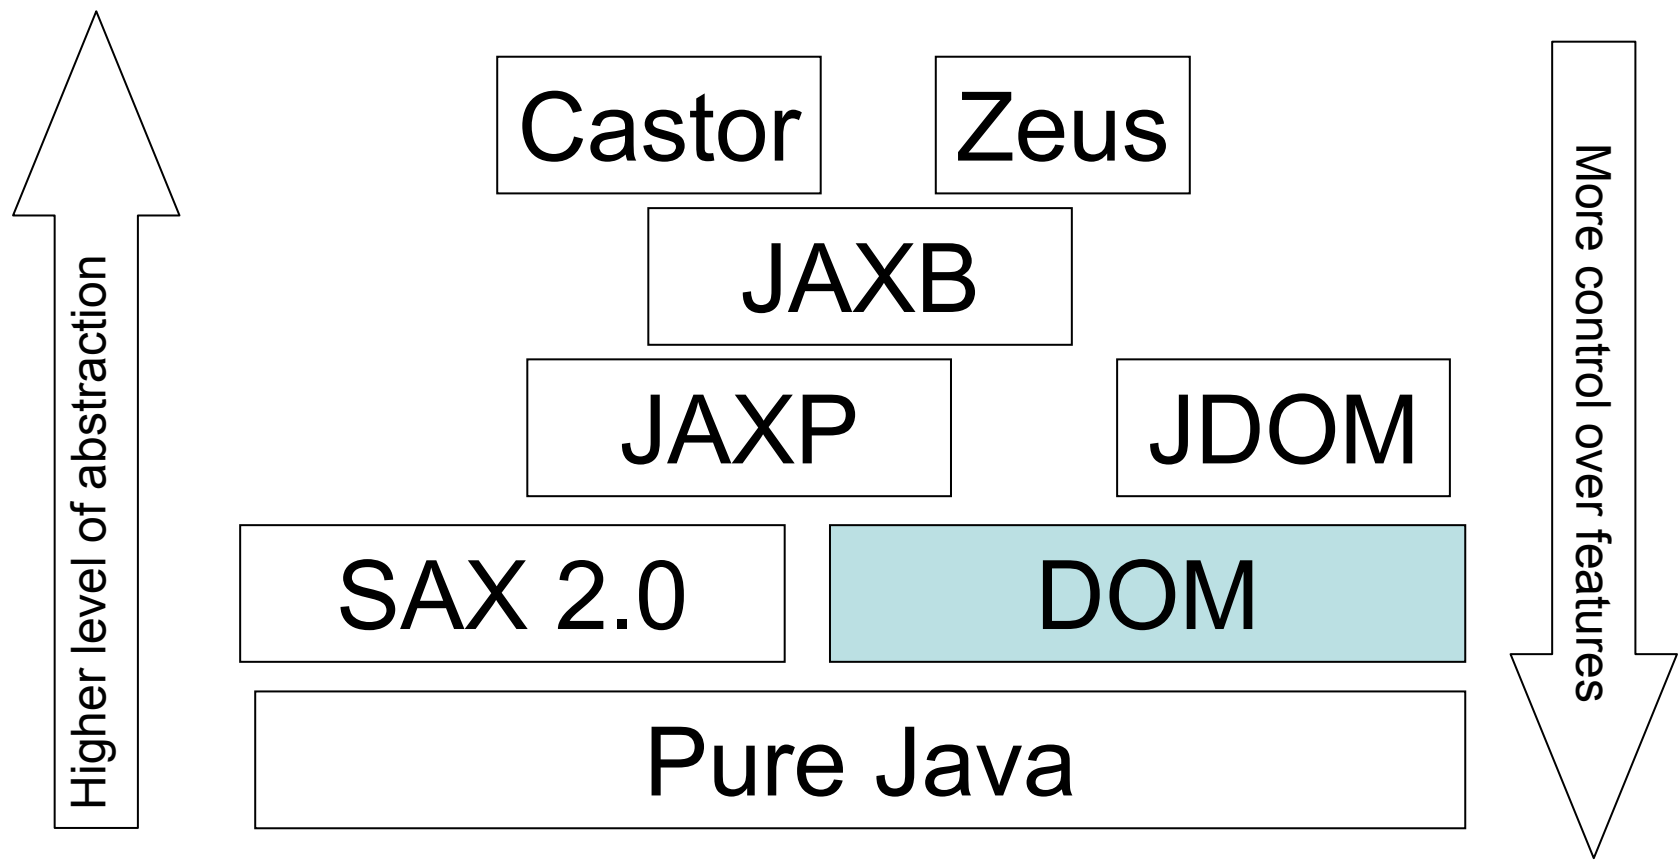 Castor
Zeus
JAXB
JAXP
JDOM
SAX 2.0
DOM
Pure Java
Higher level of abstraction
More control over features